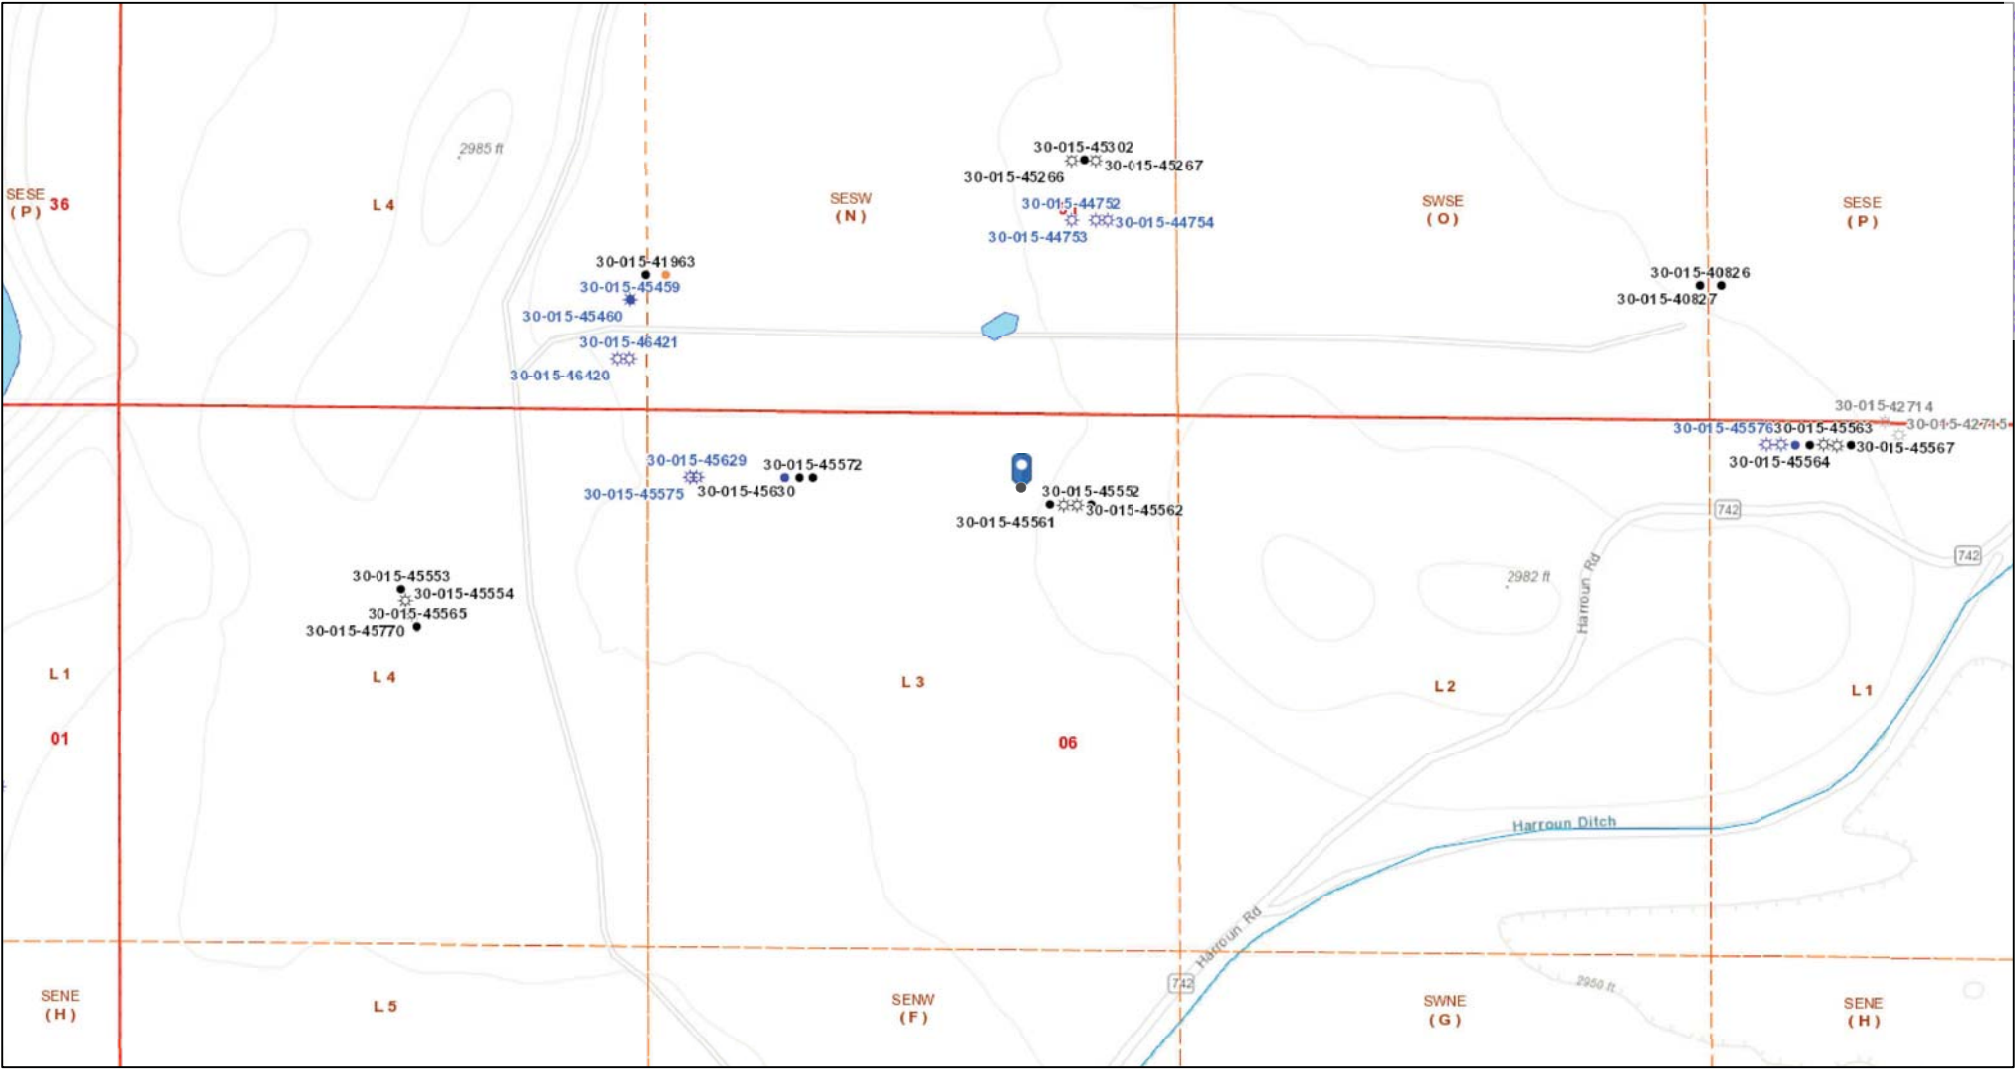 30-015-45302
30-015-45267
30-015-45266
2985 ft
SESE
(P)
36
L 4
SESW
(N)
30-015-44752
30-015-44754
30-015-44753
SWSE
(O)
SESE
(P)
30-015-41963
30-015-45459
30-015-45460
30-015-40826
30-015-40827
30-015-46421
30-015-46420
30-015-42714
30-015-42715
30-015-45576
30-015-45563
30-015-45567
30-015-45564
30-015-45629
30-015-45572
30-015-45575
30-015-45630
30-015-45552
30-015-45562
30-015-45561
742
742
30-015-45553
30-015-45554
30-015-45565
30-015-45770
2982 ft
Harroun Rd
L 1
L 4
L 3
L 2
L 1
01
06
Harroun Ditch
Harroun Rd
742
2950 ft
SENE
(H)
L 5
SENW
(F)
SWNE
(G)
SENE
(H)